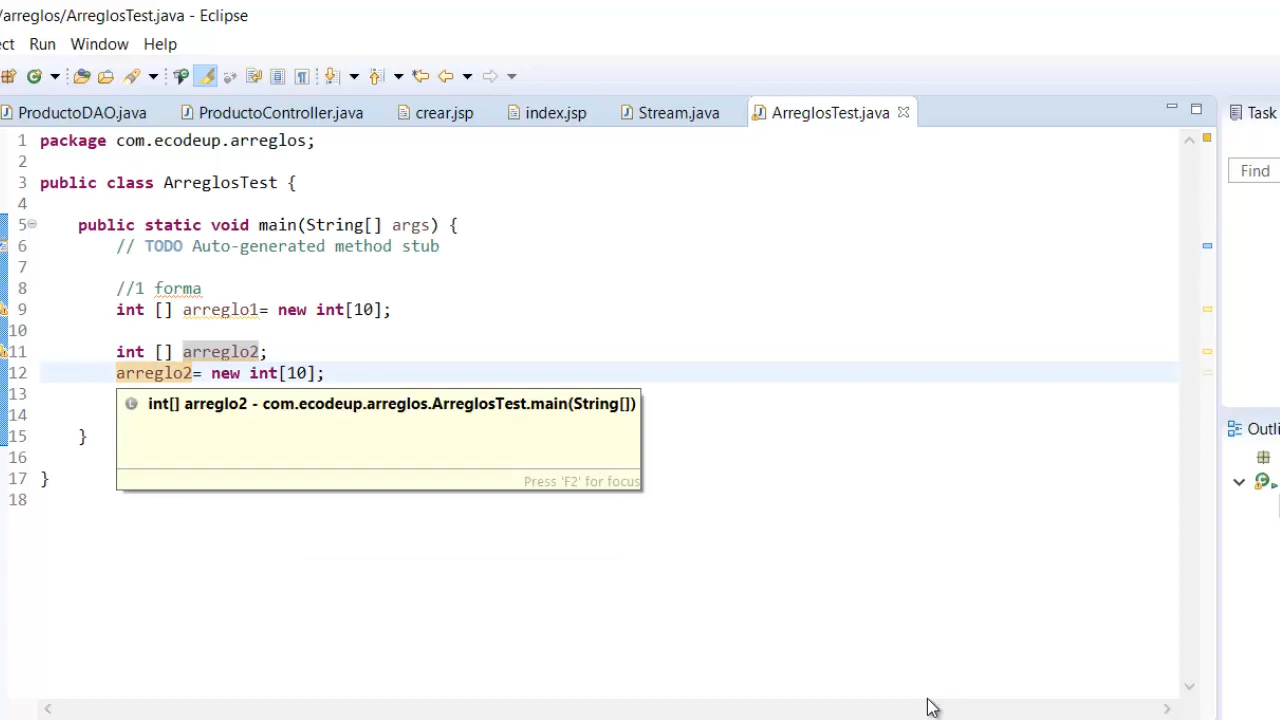 /arreglos/ArreglosTest.java - Eclipse
ct Run Window Help
ProductoDAO.java ProductoController.java crear.jsp index.jsp Stream.java ArreglosTest.java Task
1 package com.ecodeup.arreglos;
2
3 public class ArreglosTest {
Find
4
5 public static void main(String[] args) {
6 // TODO Auto-generated method stub
7
8 //1 forma
9 int [] arreglo1= new int[10];
10
11 int [] arreglo2;
12 arreglo2= new int[10];
13
int[] arreglo2 - com.ecodeup.arreglos.ArreglosTest.main(String[])
14
Outli
15 }
16
17 }
Press 'F2' for focus
18